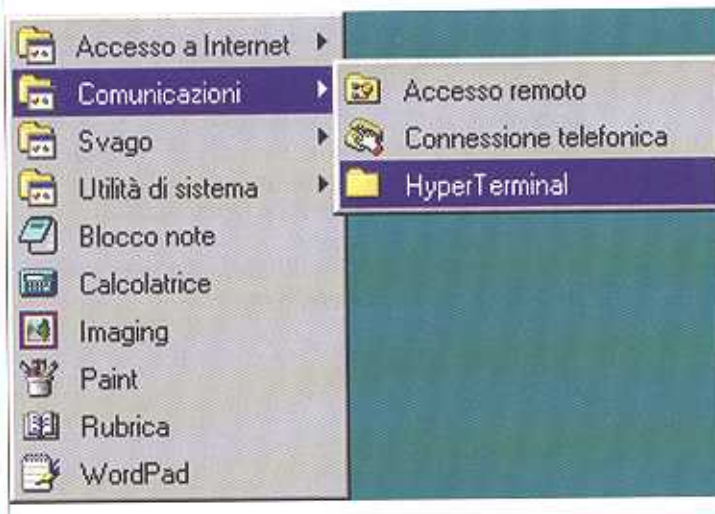 Accesso a Internet
Comunicazioni
Svago
Utilità di sistema
Blocco note
Calcolatrice
Imaging
Paint
Rubrica
WordPad
Accesso remoto
Connessione telefonica
HyperTerminal